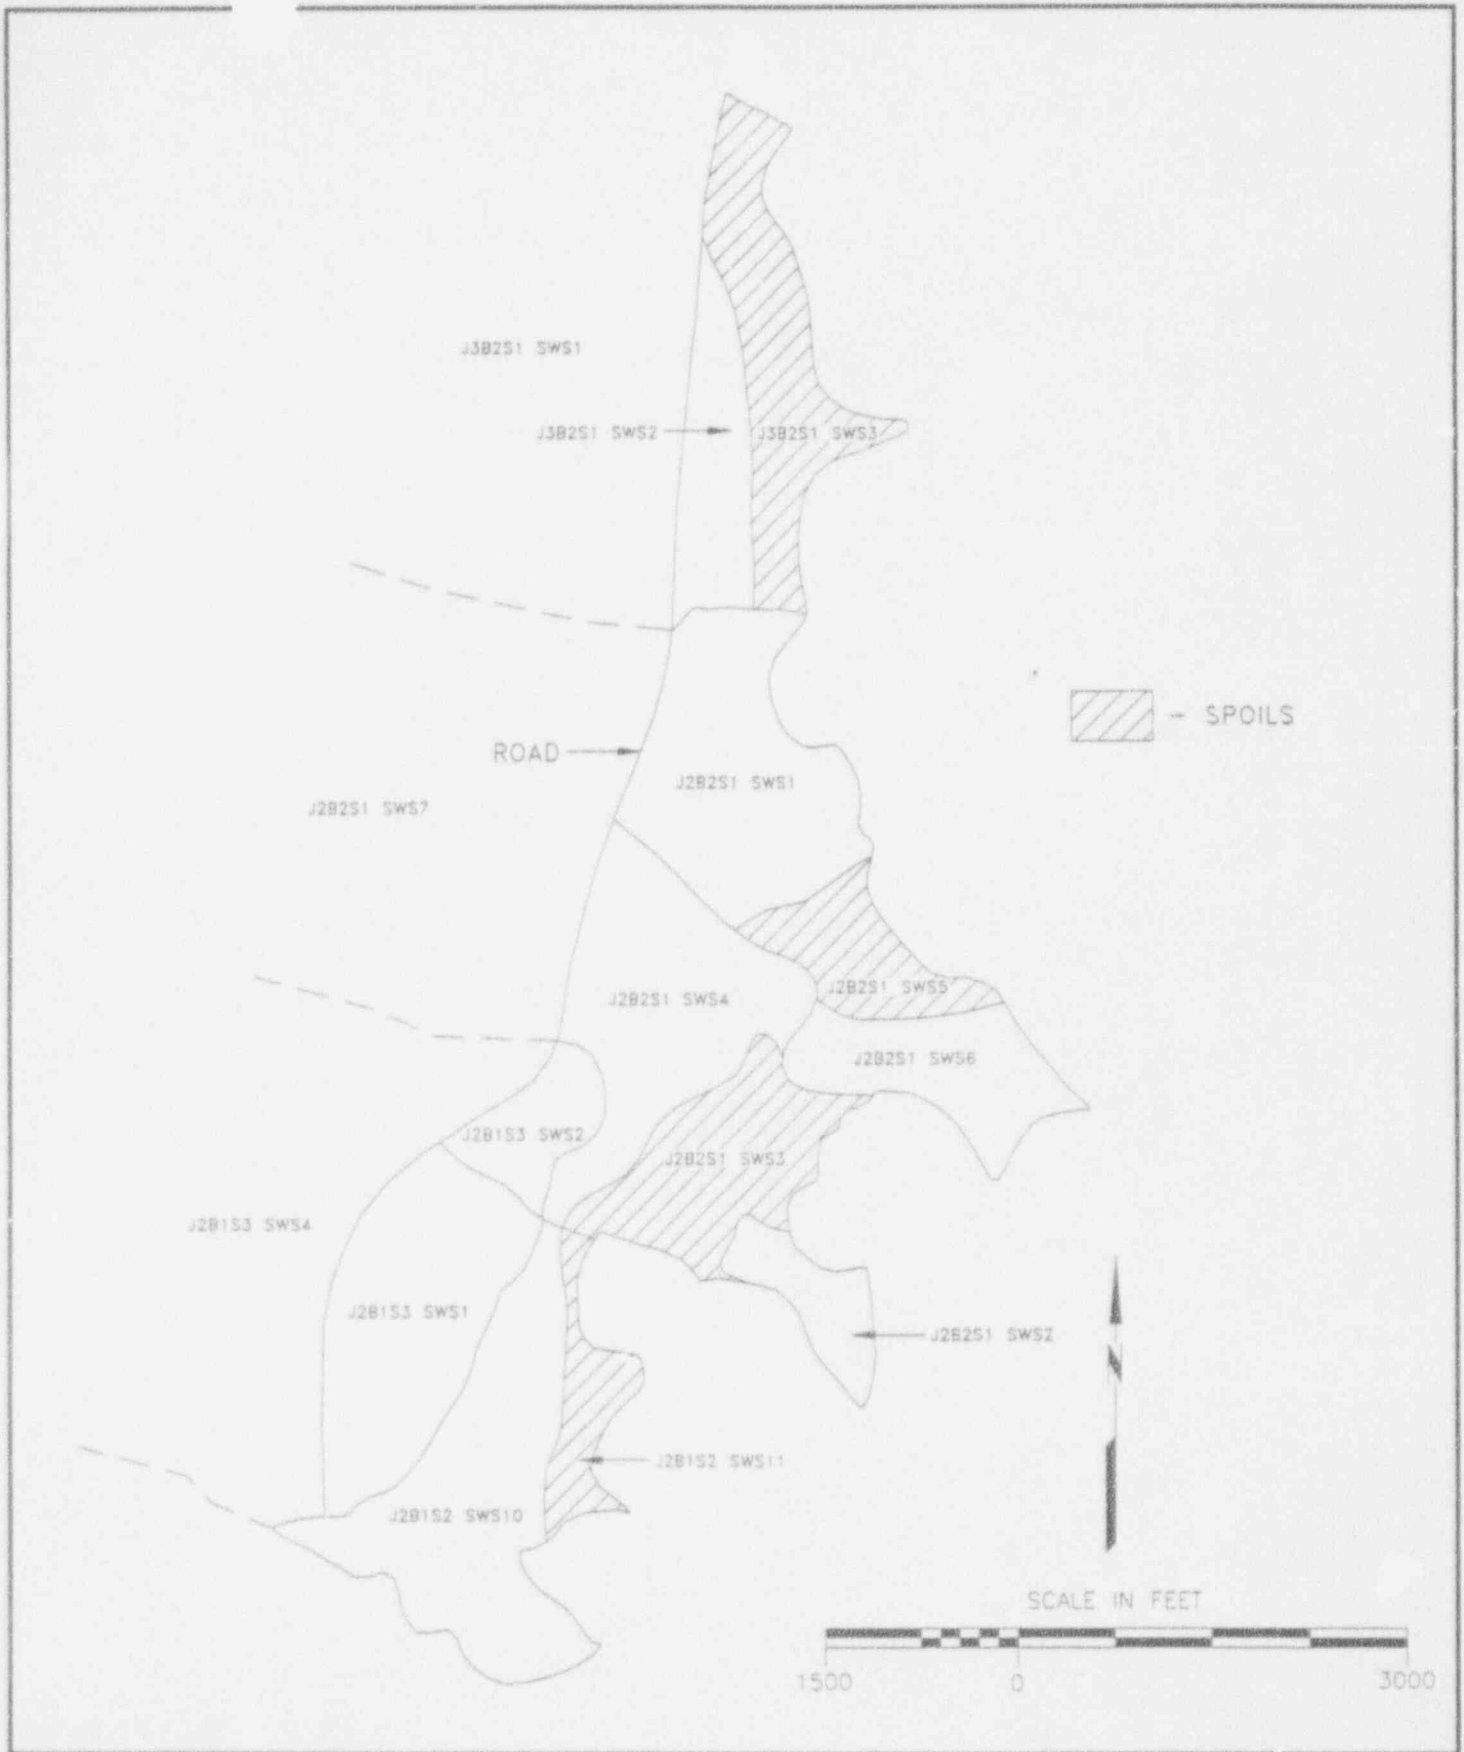 J3B2S1 SWS1
J3B2S1 SWS2
J3B2S1 SWS3
- SPOILS
ROAD
J2B2S1 SWS1
J2B2S1 SWS7
J2B2S1 SWS5
J2B2S1 SWS4
J2B2S1 SWS6
J2B1S3 SWS2
J2B2S1 SWS3
J2B1S3 SWS4
J2B1S3 SWS1
J2B2S1 SWS2
J2B1S2 SWS11
J2B1S2 SWS10
N
SCALE IN FEET
1500 0 3000